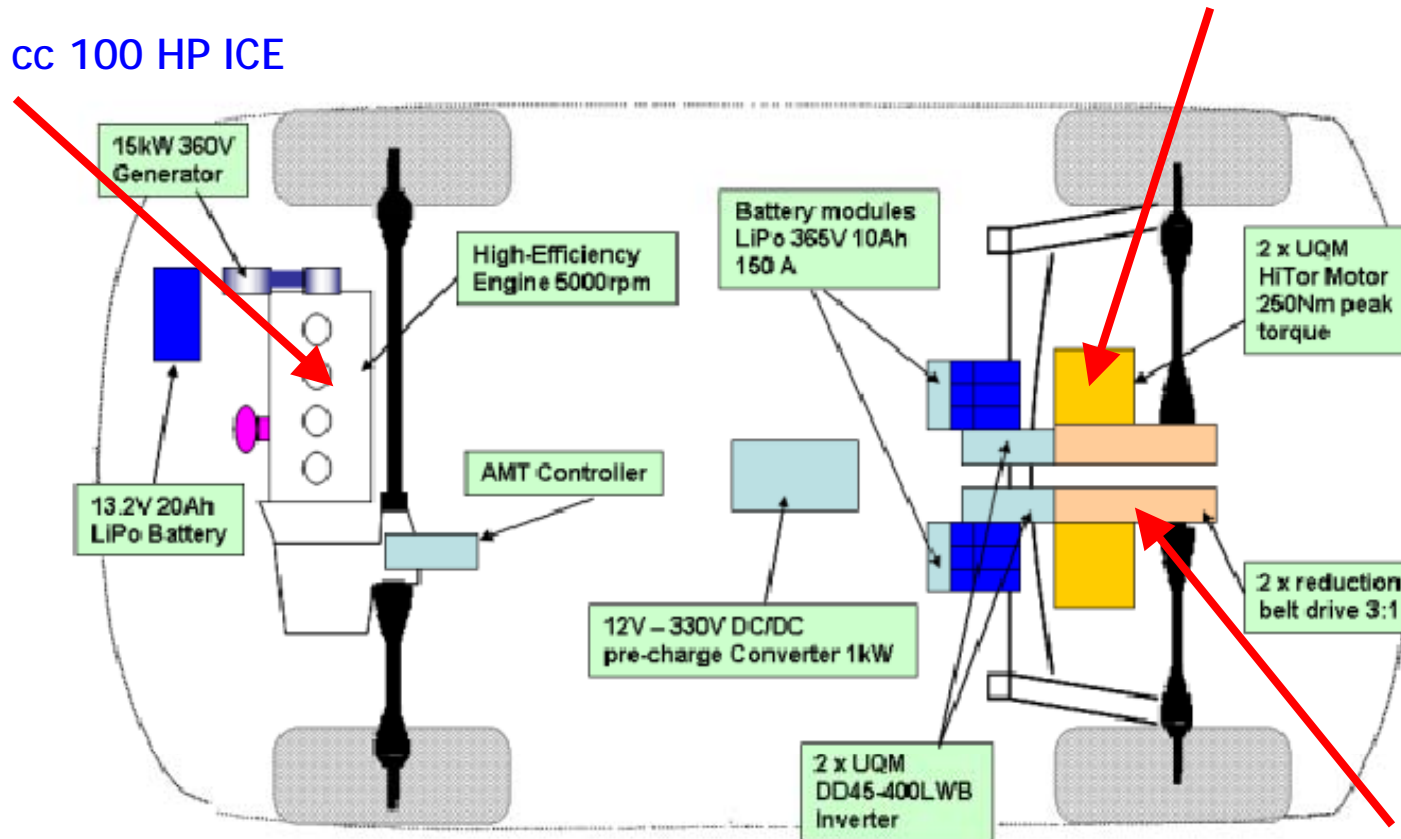 cc 100 HP ICE
15kW 360V
Generator
High-Efficiency
Engine 5000rpm
Battery modules
LiPo 365V 10Ah
150 A
2 x UQM
HiTor Motor
250Nm peak
torque
13.2V 20Ah
LiPo Battery
AMT Controller
12V – 330V DC/DC
pre-charge Converter 1kW
2 x reduction
belt drive 3:1
2 x UQM
DD45-400LWB
Inverter